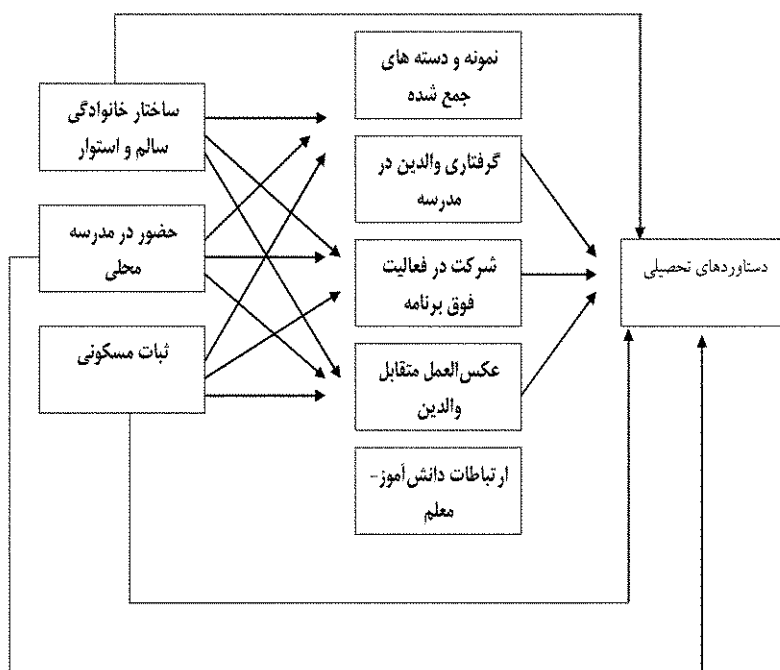 نمونه و دسته های
جمع شده
ساختار خانوادگی
سالم و استوار
گرفتاری والدین در
مدرسه
حضور در مدرسه
محلی
شرکت در فعالیت
فوق برنامه
دستاوردهای تحصیلی
ثبات مسکونی
عکس‌العمل متقابل
والدین
ارتباطات دانش‌آموز-
معلم